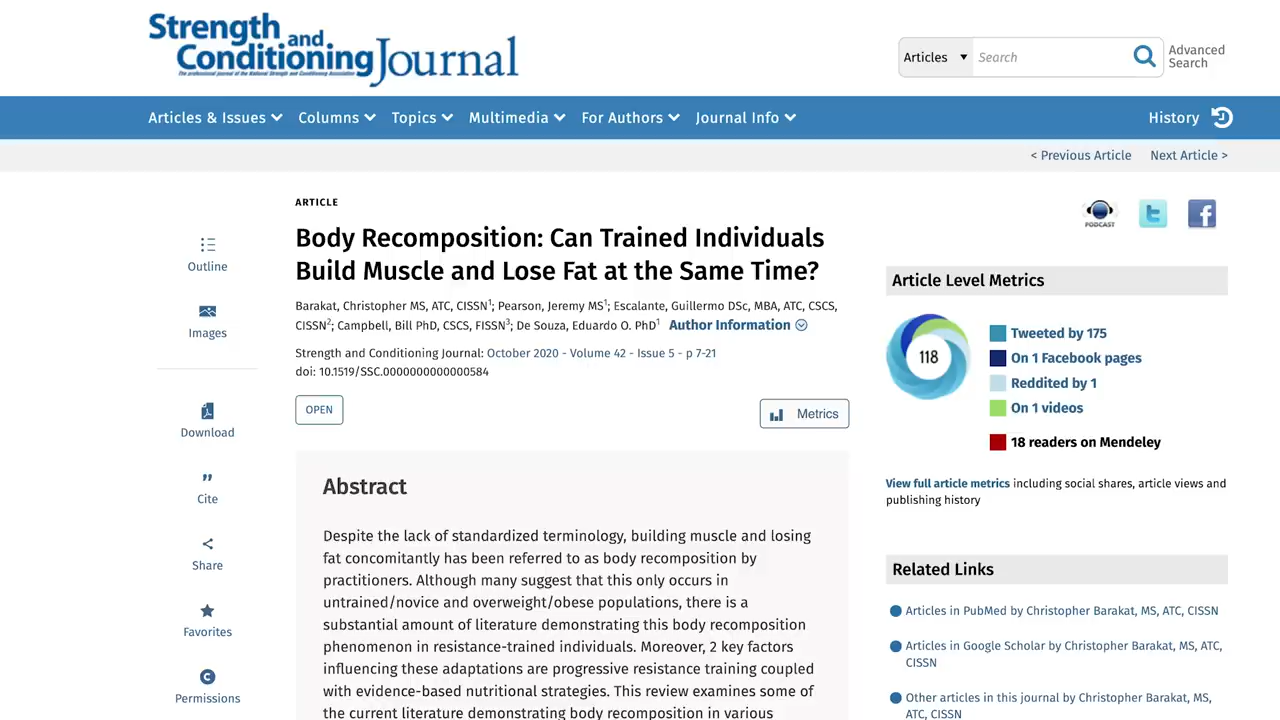 Strength and
Conditioning Journal
The professional journal of the National Strength and Conditioning Association
Articles
Search
Advanced
Search
Articles & Issues
Columns
Topics
Multimedia
For Authors
Journal Info
History
< Previous Article
Next Article >
Outline
Images
Download
Cite
Share
Favorites
Permissions
ARTICLE
Body Recomposition: Can Trained Individuals
Build Muscle and Lose Fat at the Same Time?
Barakat, Christopher MS, ATC, CISSN1; Pearson, Jeremy MS1; Escalante, Guillermo DSc, MBA, ATC, CSCS,
CISSN2; Campbell, Bill PhD, CSCS, FISSN3; De Souza, Eduardo O. PhD1 Author Information
Strength and Conditioning Journal: October 2020 - Volume 42 - Issue 5 - p 7-21
doi: 10.1519/SSC.0000000000000584
OPEN
Metrics
Abstract
Despite the lack of standardized terminology, building muscle and losing
fat concomitantly has been referred to as body recomposition by
practitioners. Although many suggest that this only occurs in
untrained/novice and overweight/obese populations, there is a
substantial amount of literature demonstrating this body recomposition
phenomenon in resistance-trained individuals. Moreover, 2 key factors
influencing these adaptations are progressive resistance training coupled
with evidence-based nutritional strategies. This review examines some of
the current literature demonstrating body recomposition in various
PODCAST
Article Level Metrics
118
Tweeted by 175
On 1 Facebook pages
Reddited by 1
On 1 videos
18 readers on Mendeley
View full article metrics including social shares, article views and
publishing history
Related Links
Articles in PubMed by Christopher Barakat, MS, ATC, CISSN
Articles in Google Scholar by Christopher Barakat, MS, ATC,
CISSN
Other articles in this journal by Christopher Barakat, MS,
ATC, CISSN